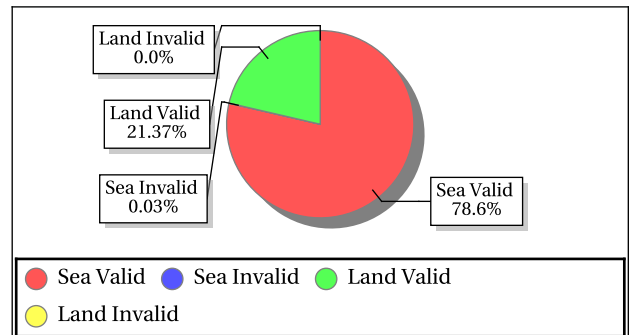 Land Invalid
0.0%
Land Valid
21.37%
Sea Invalid
0.03%
Sea Valid
78.6%
Sea Valid Sea Invalid Land Valid
Land Invalid